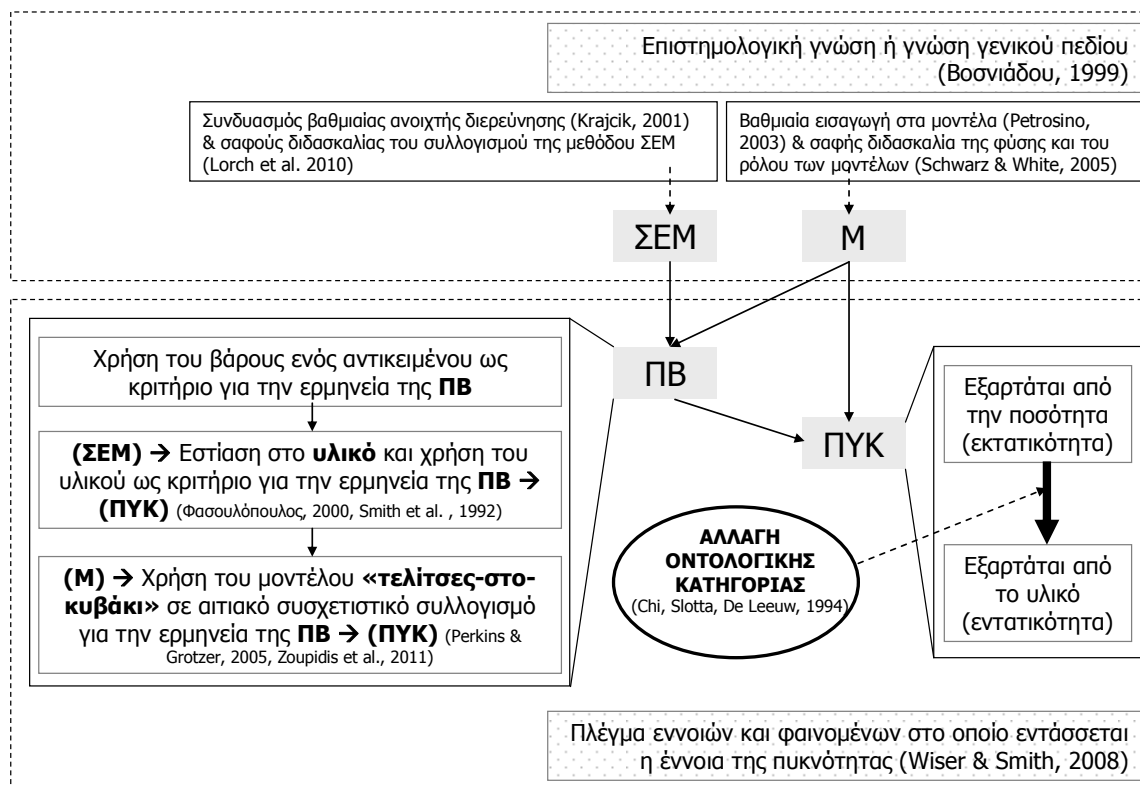 Επιστημολογική γνώση ή γνώση γενικού πεδίου
(Βοσνιάδου, 1999)
Συνδυασμός βαθμιαίας ανοιχτής διερεύνησης (Krajcik, 2001)
& σαφούς διδασκαλίας του συλλογισμού της μεθόδου ΣΕΜ
(Lorch et al. 2010)
Βαθμιαία εισαγωγή στα μοντέλα (Petrosino,
2003) & σαφής διδασκαλία της φύσης και του
ρόλου των μοντέλων (Schwarz & White, 2005)
ΣΕΜ
Μ
Χρήση του βάρους ενός αντικειμένου ως
κριτήριο για την ερμηνεία της ΠΒ
(ΣΕΜ) → Εστίαση στο υλικό και χρήση του
υλικού ως κριτήριο για την ερμηνεία της ΠΒ →
(ΠΥΚ) (Φασουλόπουλος, 2000, Smith et al. , 1992)
(Μ) → Χρήση του μοντέλου «τελίτσες-στο-
κυβάκι» σε αιτιακό συσχετιστικό συλλογισμό
για την ερμηνεία της ΠΒ → (ΠΥΚ) (Perkins &
Grotzer, 2005, Zoupidis et al., 2011)
ΠΒ
ΠΥΚ
ΑΛΛΑΓΗ
ΟΝΤΟΛΟΓΙΚΗΣ
ΚΑΤΗΓΟΡΙΑΣ
(Chi, Slotta, De Leeuw, 1994)
Εξαρτάται από
την ποσότητα
(εκτατικότητα)
Εξαρτάται από
το υλικό
(εντατικότητα)
Πλέγμα εννοιών και φαινομένων στο οποίο εντάσσεται
η έννοια της πυκνότητας (Wiser & Smith, 2008)